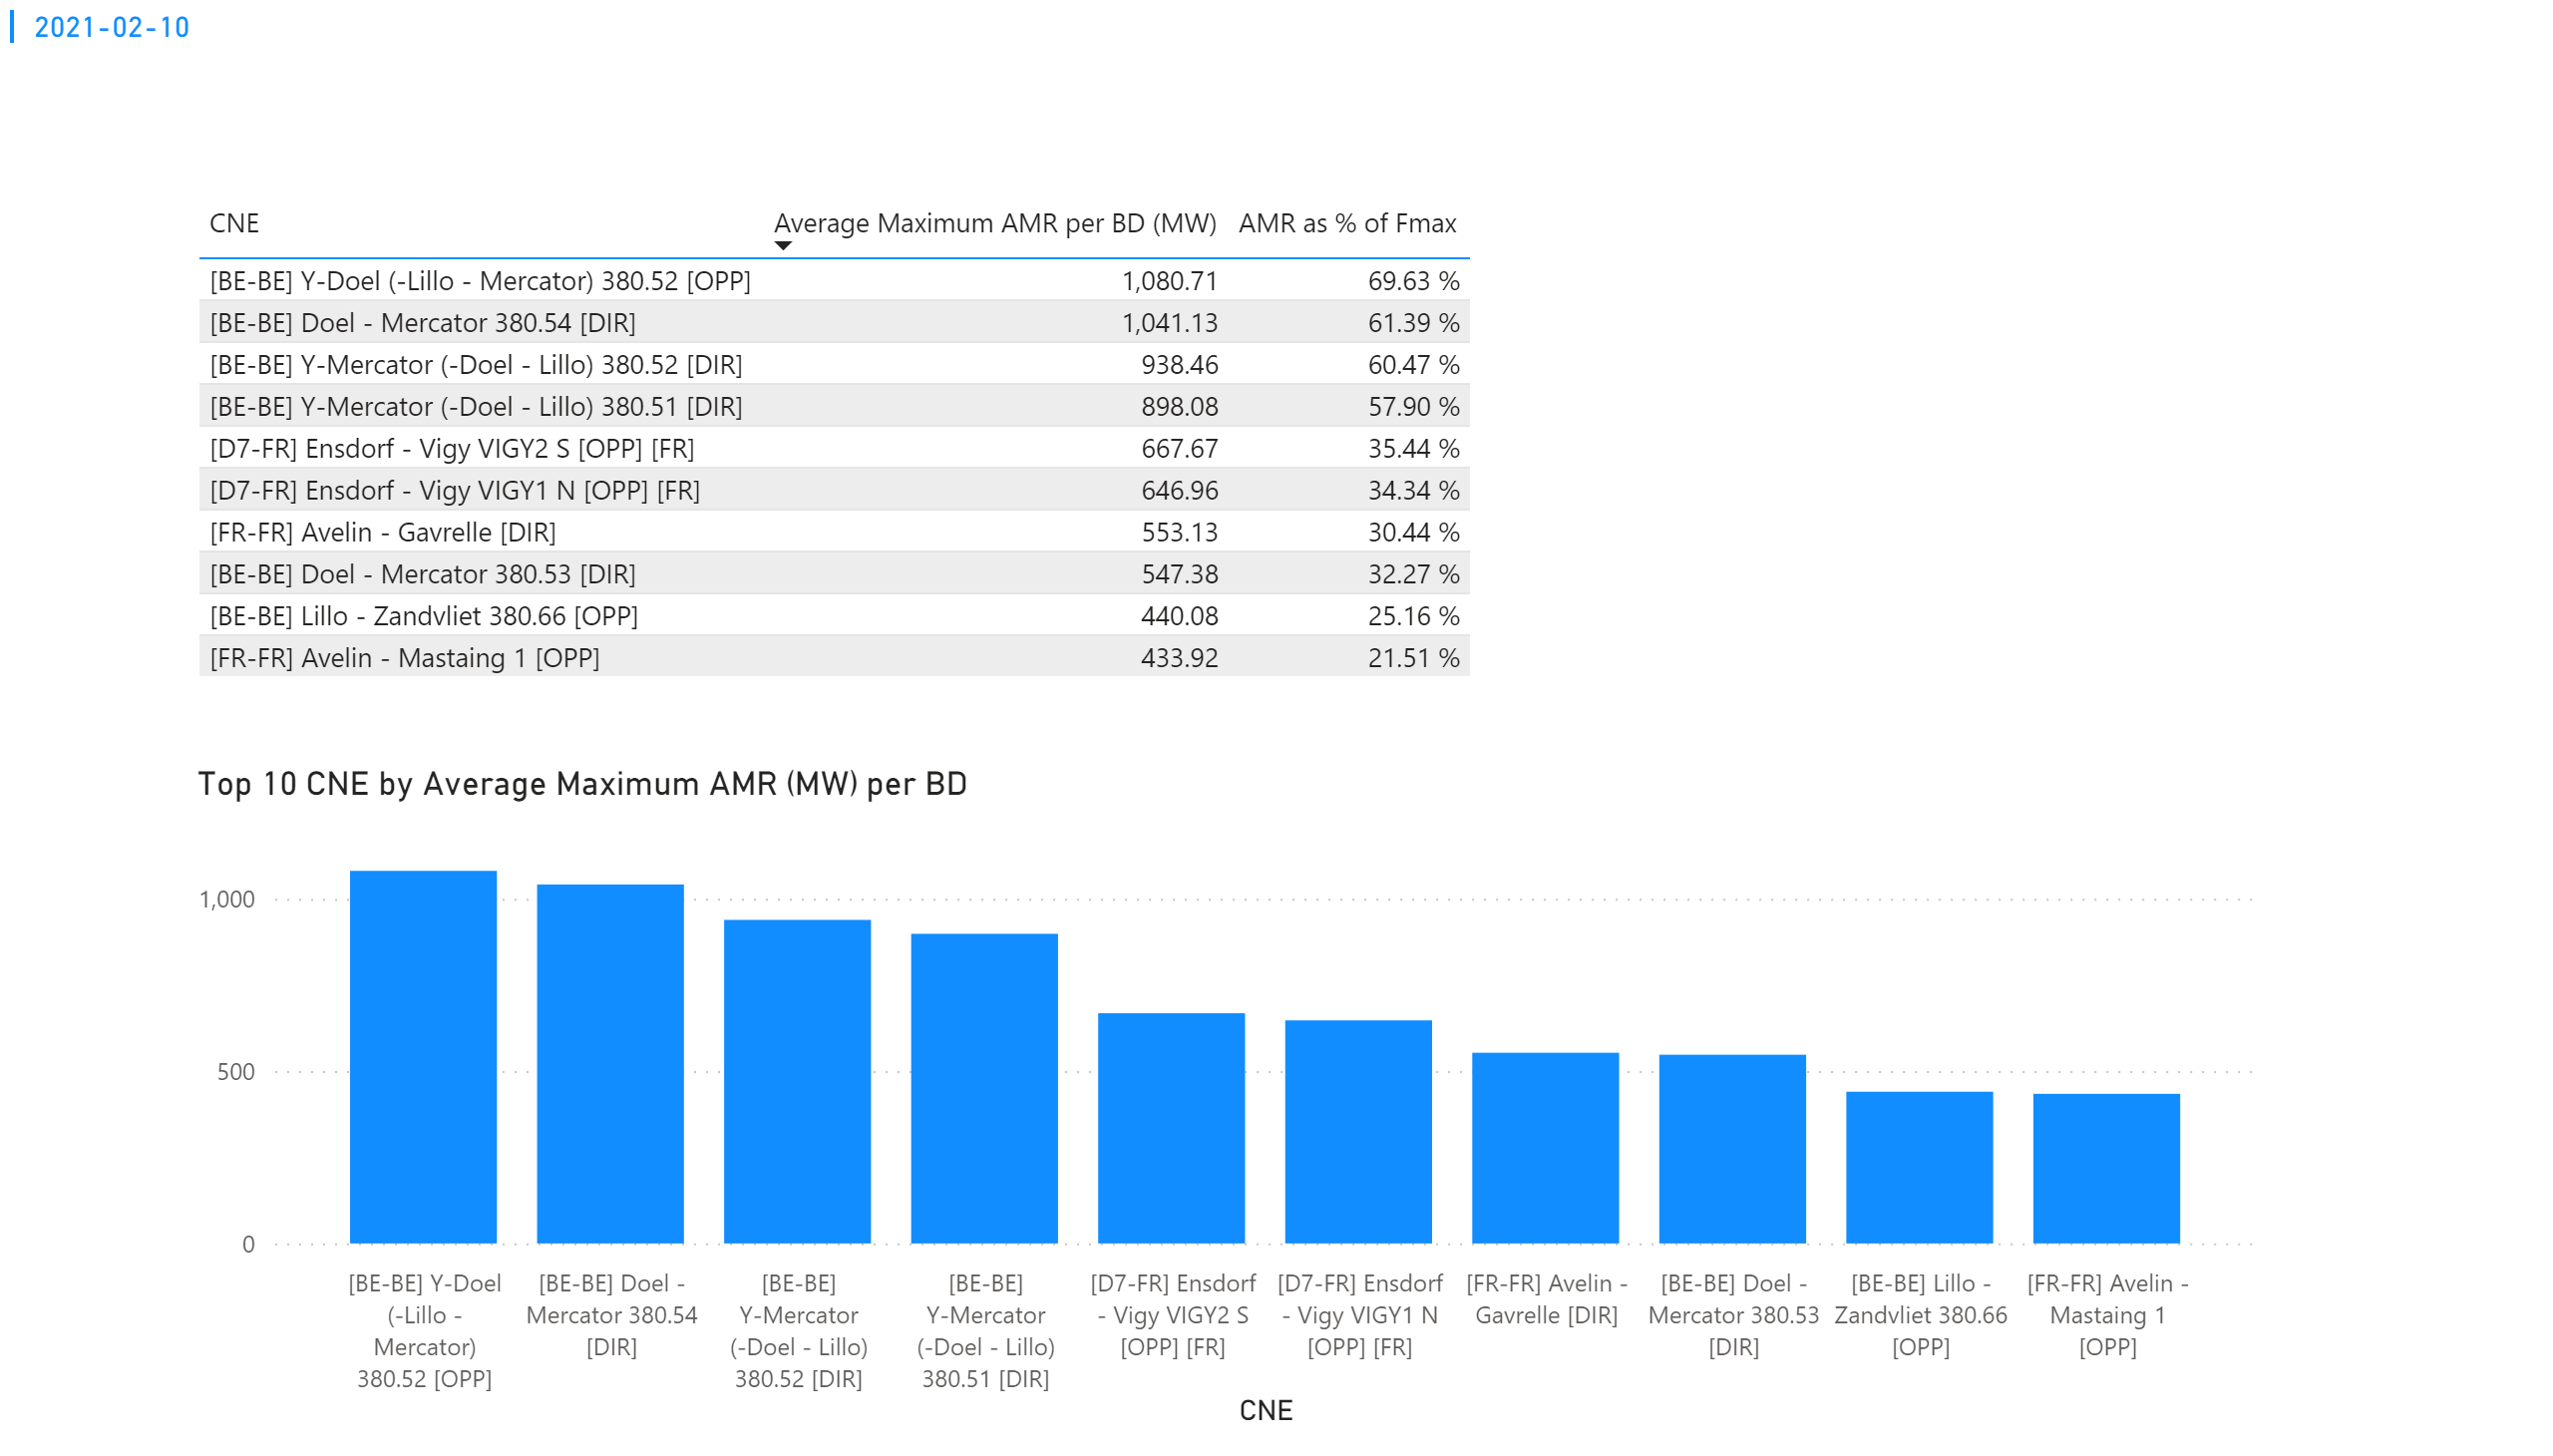 2021-02-10
CNE Average Maximum AMR per BD (MW) AMR as % of Fmax
[BE-BE] Y-Doel (-Lillo - Mercator) 380.52 [OPP] 1,080.71 69.63 %
[BE-BE] Doel - Mercator 380.54 [DIR] 1,041.13 61.39 %
[BE-BE] Y-Mercator (-Doel - Lillo) 380.52 [DIR] 938.46 60.47 %
[BE-BE] Y-Mercator (-Doel - Lillo) 380.51 [DIR] 898.08 57.90 %
[D7-FR] Ensdorf - Vigy VIGY2 S [OPP] [FR] 667.67 35.44 %
[D7-FR] Ensdorf - Vigy VIGY1 N [OPP] [FR] 646.96 34.34 %
[FR-FR] Avelin - Gavrelle [DIR] 553.13 30.44 %
[BE-BE] Doel - Mercator 380.53 [DIR] 547.38 32.27 %
[BE-BE] Lillo - Zandvliet 380.66 [OPP] 440.08 25.16 %
[FR-FR] Avelin - Mastaing 1 [OPP] 433.92 21.51 %
Top 10 CNE by Average Maximum AMR (MW) per BD
1,000
500
0
[BE-BE] Y-Doel
(-Lillo -
Mercator)
380.52 [OPP]
[BE-BE] Doel -
Mercator 380.54
[DIR]
[BE-BE]
Y-Mercator
(-Doel - Lillo)
380.52 [DIR]
[BE-BE]
Y-Mercator
(-Doel - Lillo)
380.51 [DIR]
[D7-FR] Ensdorf
- Vigy VIGY2 S
[OPP] [FR]
[D7-FR] Ensdorf
- Vigy VIGY1 N
[OPP] [FR]
[FR-FR] Avelin -
Gavrelle [DIR]
[BE-BE] Doel -
Mercator 380.53
[DIR]
[BE-BE] Lillo -
Zandvliet 380.66
[OPP]
[FR-FR] Avelin -
Mastaing 1
[OPP]
CNE